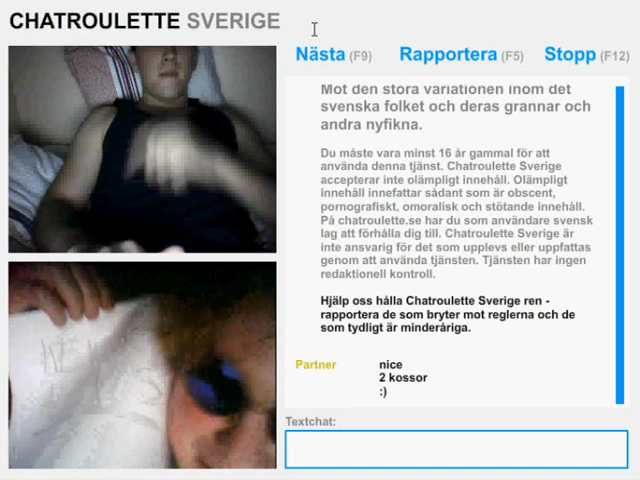 CHATROULETTE SVERIGE
Nästa (F9) Rapportera (F5) Stopp (F12)
Möt den stora variationen inom det
svenska folket och deras grannar och
andra nyfikna.
Du måste vara minst 16 år gammal för att
använda denna tjänst. Chatroulette Sverige
accepterar inte olämpligt innehåll. Olämpligt
innehåll innefattar sådant som är obscent,
pornografiskt, omoralisk och stötande innehåll.
På chatroulette.se har du som användare svensk
lag att förhålla dig till. Chatroulette Sverige är
inte ansvarig för det som upplevs eller uppfattas
genom att använda tjänsten. Tjänsten har ingen
redaktionell kontroll.
Hjälp oss hålla Chatroulette Sverige ren -
rapportera de som bryter mot reglerna och de
som tydligt är minderåriga.
Partner nice
2 kossor
:)
Textchat: